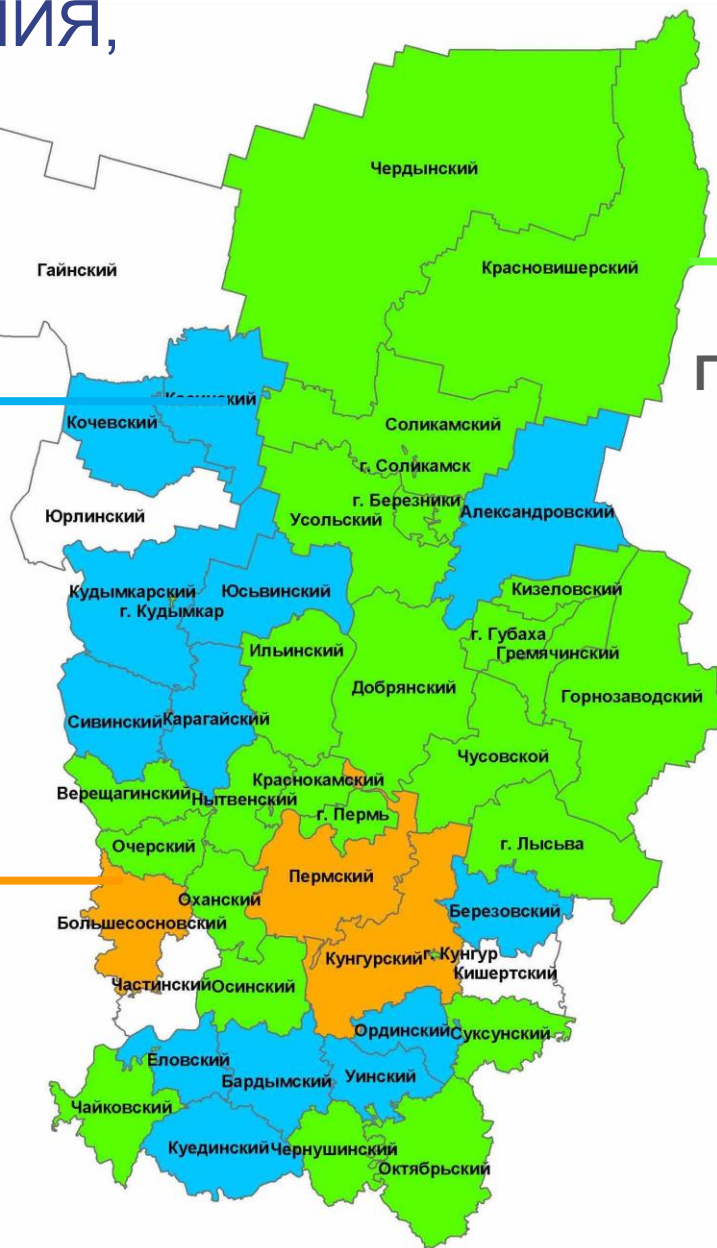 ИЯ,
Чердынский
Гайнский
Красновишерский
П
Косинский
Кочевский
Соликамский
г. Соликамск
г. Березники
Юрлинский
Усольский
Александровский
Кудымкарский
Юсьвинский
Кизеловский
г. Кудымкар
г. Губаха
Ильинский
Гремячинский
Добрянский
Горнозаводский
Сивинский
Карагайский
Чусовской
Краснокамский
Верещагинский
Нытвенский
г. Пермь
Очерский
г. Лысьва
Пермский
Оханский
Березовский
Большесосновский
Кунгурский
г. Кунгур
Кишертский
Частинский
Осинский
Ординский
Суксунский
Еловский
Бардымский
Уинский
Чайковский
Куединский
Чернушинский
Октябрьский